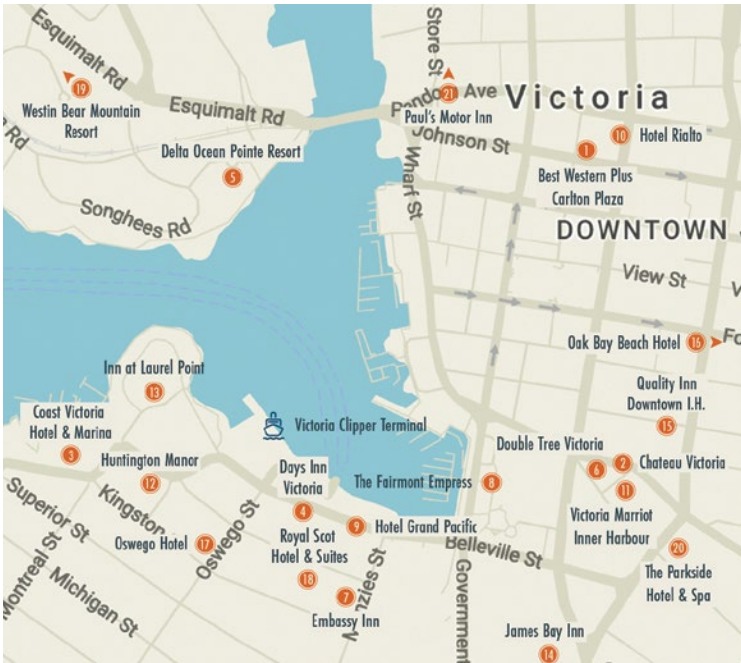 Esquimalt Rd
Store St
19
Westin Bear Mountain
Resort
Esquimalt Rd
21
Ave
Paul's Motor Inn
Victoria
Johnson St
10
Hotel Rialto
1
Best Western Plus
Carlton Plaza
Rd
Delta Ocean Pointe Resort
5
Wharf St
Songhees Rd
DOWNTOWN
View St
Oak Bay Beach Hotel
16
Inn at Laurel Point
13
Quality Inn
Downtown I.H.
15
Coast Victoria
Hotel & Marina
3
Victoria Clipper Terminal
Huntington Manor
12
Days Inn
Victoria
4
The Fairmont Empress
8
Double Tree Victoria
6
2
Chateau Victoria
11
Victoria Marriot
Inner Harbour
Superior St
Kingston
Oswego Hotel
17
Oswego St
9
Hotel Grand Pacific
Royal Scot
Hotel & Suites
18
Belleville St
20
The Parkside
Hotel & Spa
Montreal St
Michigan St
7
Embassy Inn
Government
James Bay Inn
14